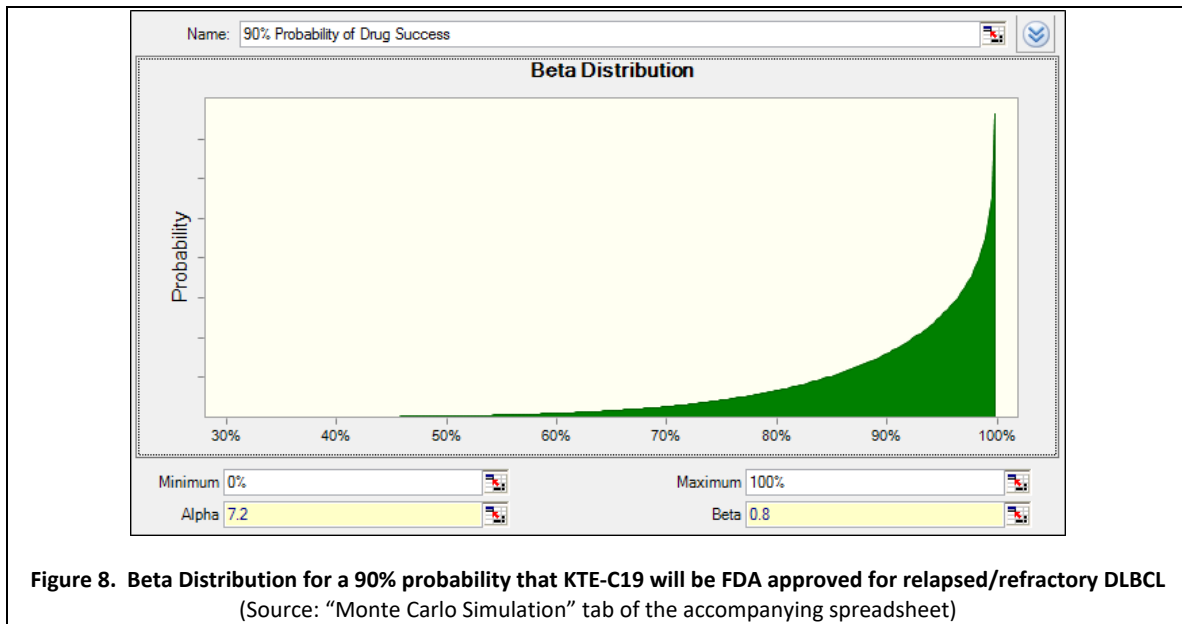 Name: 90% Probability of Drug Success
Beta Distribution
Probability
30% 40% 50% 60% 70% 80% 90% 100%
Minimum 0% Maximum 100%
Alpha 7.2 Beta 0.8
Figure 8. Beta Distribution for a 90% probability that KTE-C19 will be FDA approved for relapsed/refractory DLBCL
(Source: “Monte Carlo Simulation” tab of the accompanying spreadsheet)